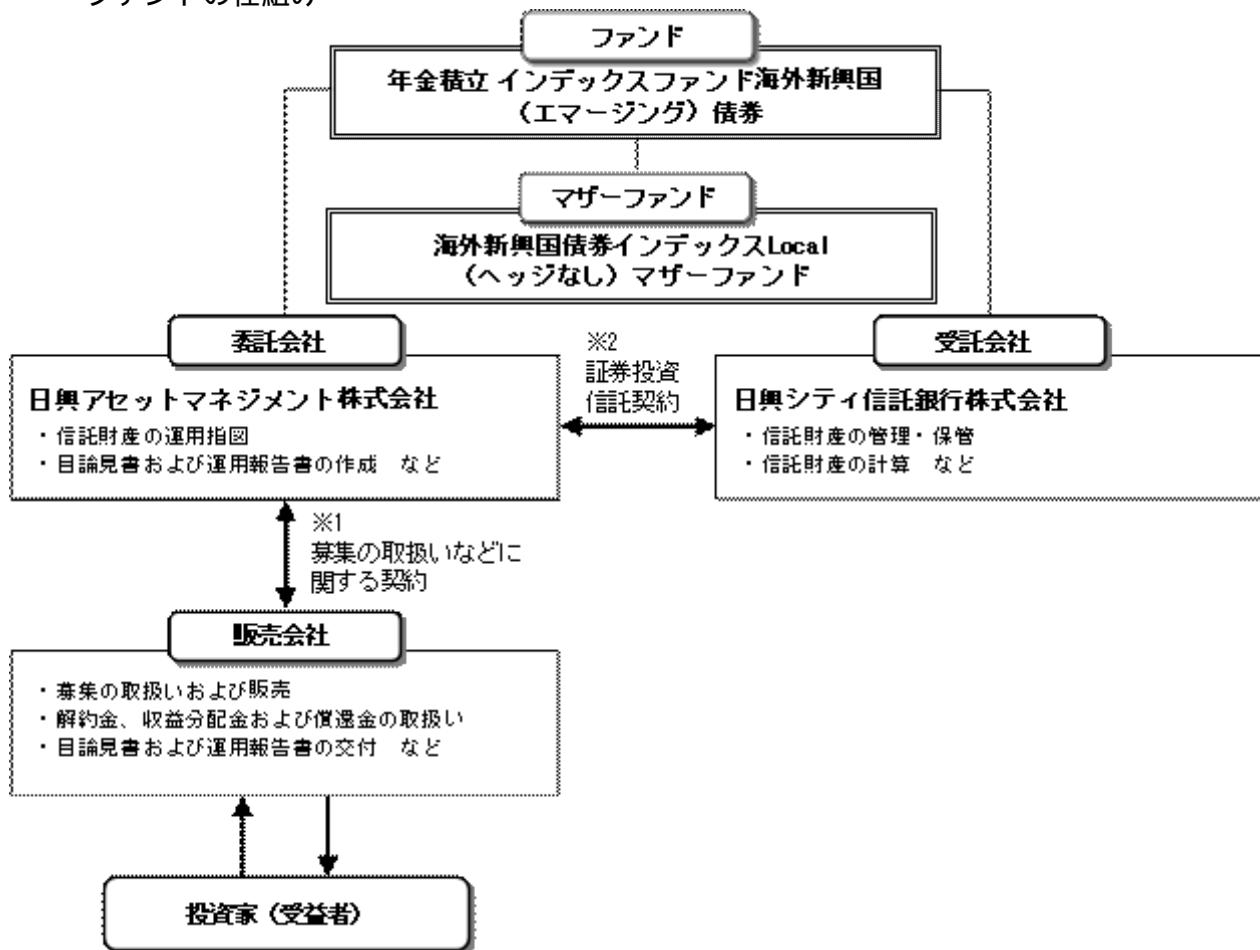 ファンドの仕組み
ファンド
年金積立 インデックスファンド海外新興国
（エマージング）債券
マザーファンド
海外新興国債券インデックスLocal
（ヘッジなし）マザーファンド
委託会社
日興アセットマネジメント株式会社
・信託財産の運用指図
・目論見書および運用報告書の作成　など
※2
証券投資
信託契約
受託会社
日興シティ信託銀行株式会社
・信託財産の管理・保管
・信託財産の計算　など
※1
募集の取扱いなどに
関する契約
販売会社
・募集の取扱いおよび販売
・解約金、収益分配金および償還金の取扱い
・目論見書および運用報告書の交付　など
投資家（受益者）